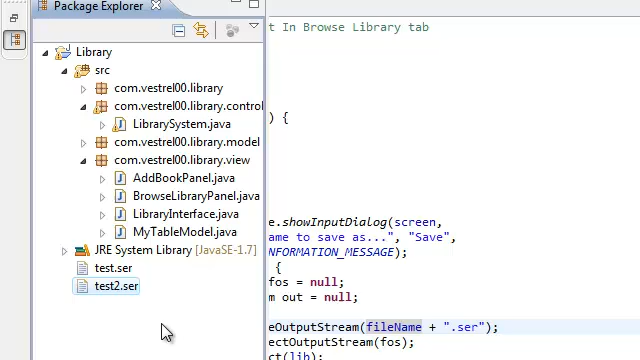 Package Explorer
Library
src
com.vestrel00.library
com.vestrel00.library.control
LibrarySystem.java
com.vestrel00.library.model
com.vestrel00.library.view
AddBookPanel.java
BrowseLibraryPanel.java
LibraryInterface.java
MyTableModel.java
JRE System Library [JavaSE-1.7]
test.ser
test2.ser
t In Browse Library tab
) {
e.showInputDialog(screen,
ame to save as...", "Save",
NFORMATION_MESSAGE);
{
fos = null;
m out = null;
eOutputStream(fileName + ".ser");
ectOutputStream(fos);
ct(lib);